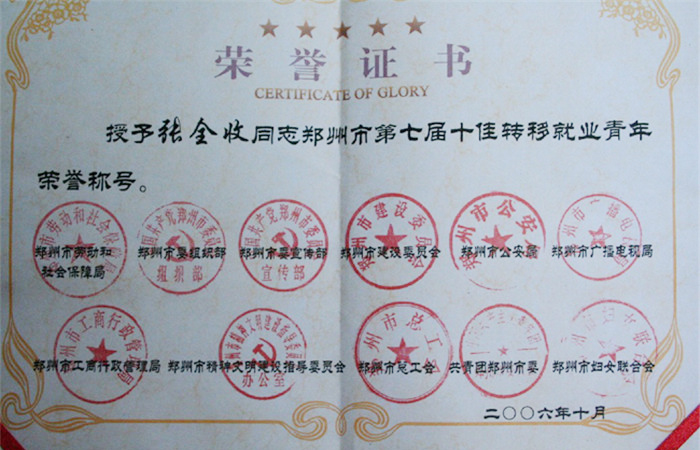 荣誉证书
CERTIFICATE OF GLORY
授予张全收同志郑州市第七届十佳转移就业青年
荣誉称号。
郑州市劳动和社会保障局
郑州市委组织部
郑州市委宣传部
郑州市建设委员会
郑州市公安局
郑州市广播电视局
郑州市工商行政管理局
郑州市精神文明建设指导委员会
办公室
郑州市总工会
共青团郑州市委
郑州市妇女联合会
二〇〇六年十月